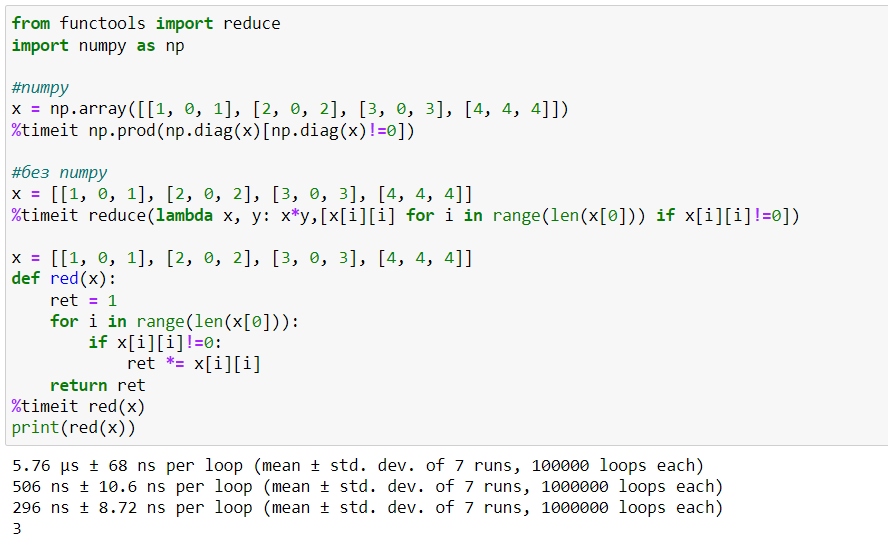 from functools import reduce
import numpy as np
#numpy
x = np.array([[1, 0, 1], [2, 0, 2], [3, 0, 3], [4, 4, 4]])
%timeit np.prod(np.diag(x)[np.diag(x)!=0])
#без numpy
x = [[1, 0, 1], [2, 0, 2], [3, 0, 3], [4, 4, 4]]
%timeit reduce(lambda x, y: x*y,[x[i][i] for i in range(len(x[0])) if x[i][i]!=0])
x = [[1, 0, 1], [2, 0, 2], [3, 0, 3], [4, 4, 4]]
def red(x):
    ret = 1
    for i in range(len(x[0])):
        if x[i][i]!=0:
            ret *= x[i][i]
    return ret
%timeit red(x)
print(red(x))
5.76 µs ± 68 ns per loop (mean ± std. dev. of 7 runs, 100000 loops each)
506 ns ± 10.6 ns per loop (mean ± std. dev. of 7 runs, 1000000 loops each)
296 ns ± 8.72 ns per loop (mean ± std. dev. of 7 runs, 1000000 loops each)
3